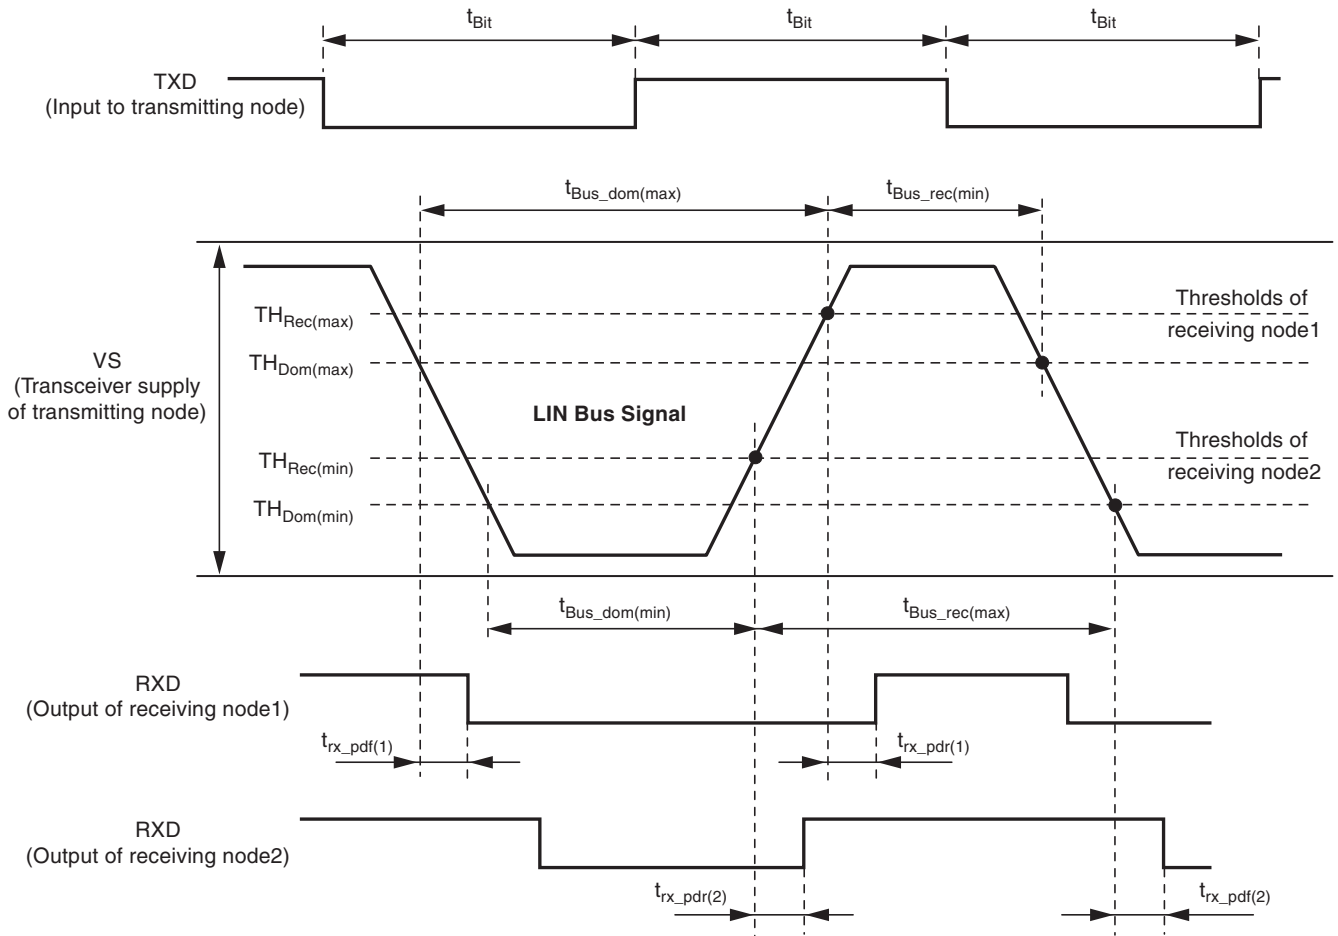 tBit tBit tBit
TXD
(Input to transmitting node)
tBus_dom(max) tBus_rec(min)
THRec(max)
Thresholds of
receiving node1
THDom(max)
VS
(Transceiver supply
of transmitting node)
LIN Bus Signal
THRec(min)
Thresholds of
receiving node2
THDom(min)
tBus_dom(min) tBus_rec(max)
RXD
(Output of receiving node1)
trx_pdf(1) trx_pdr(1)
RXD
(Output of receiving node2)
trx_pdr(2) trx_pdf(2)